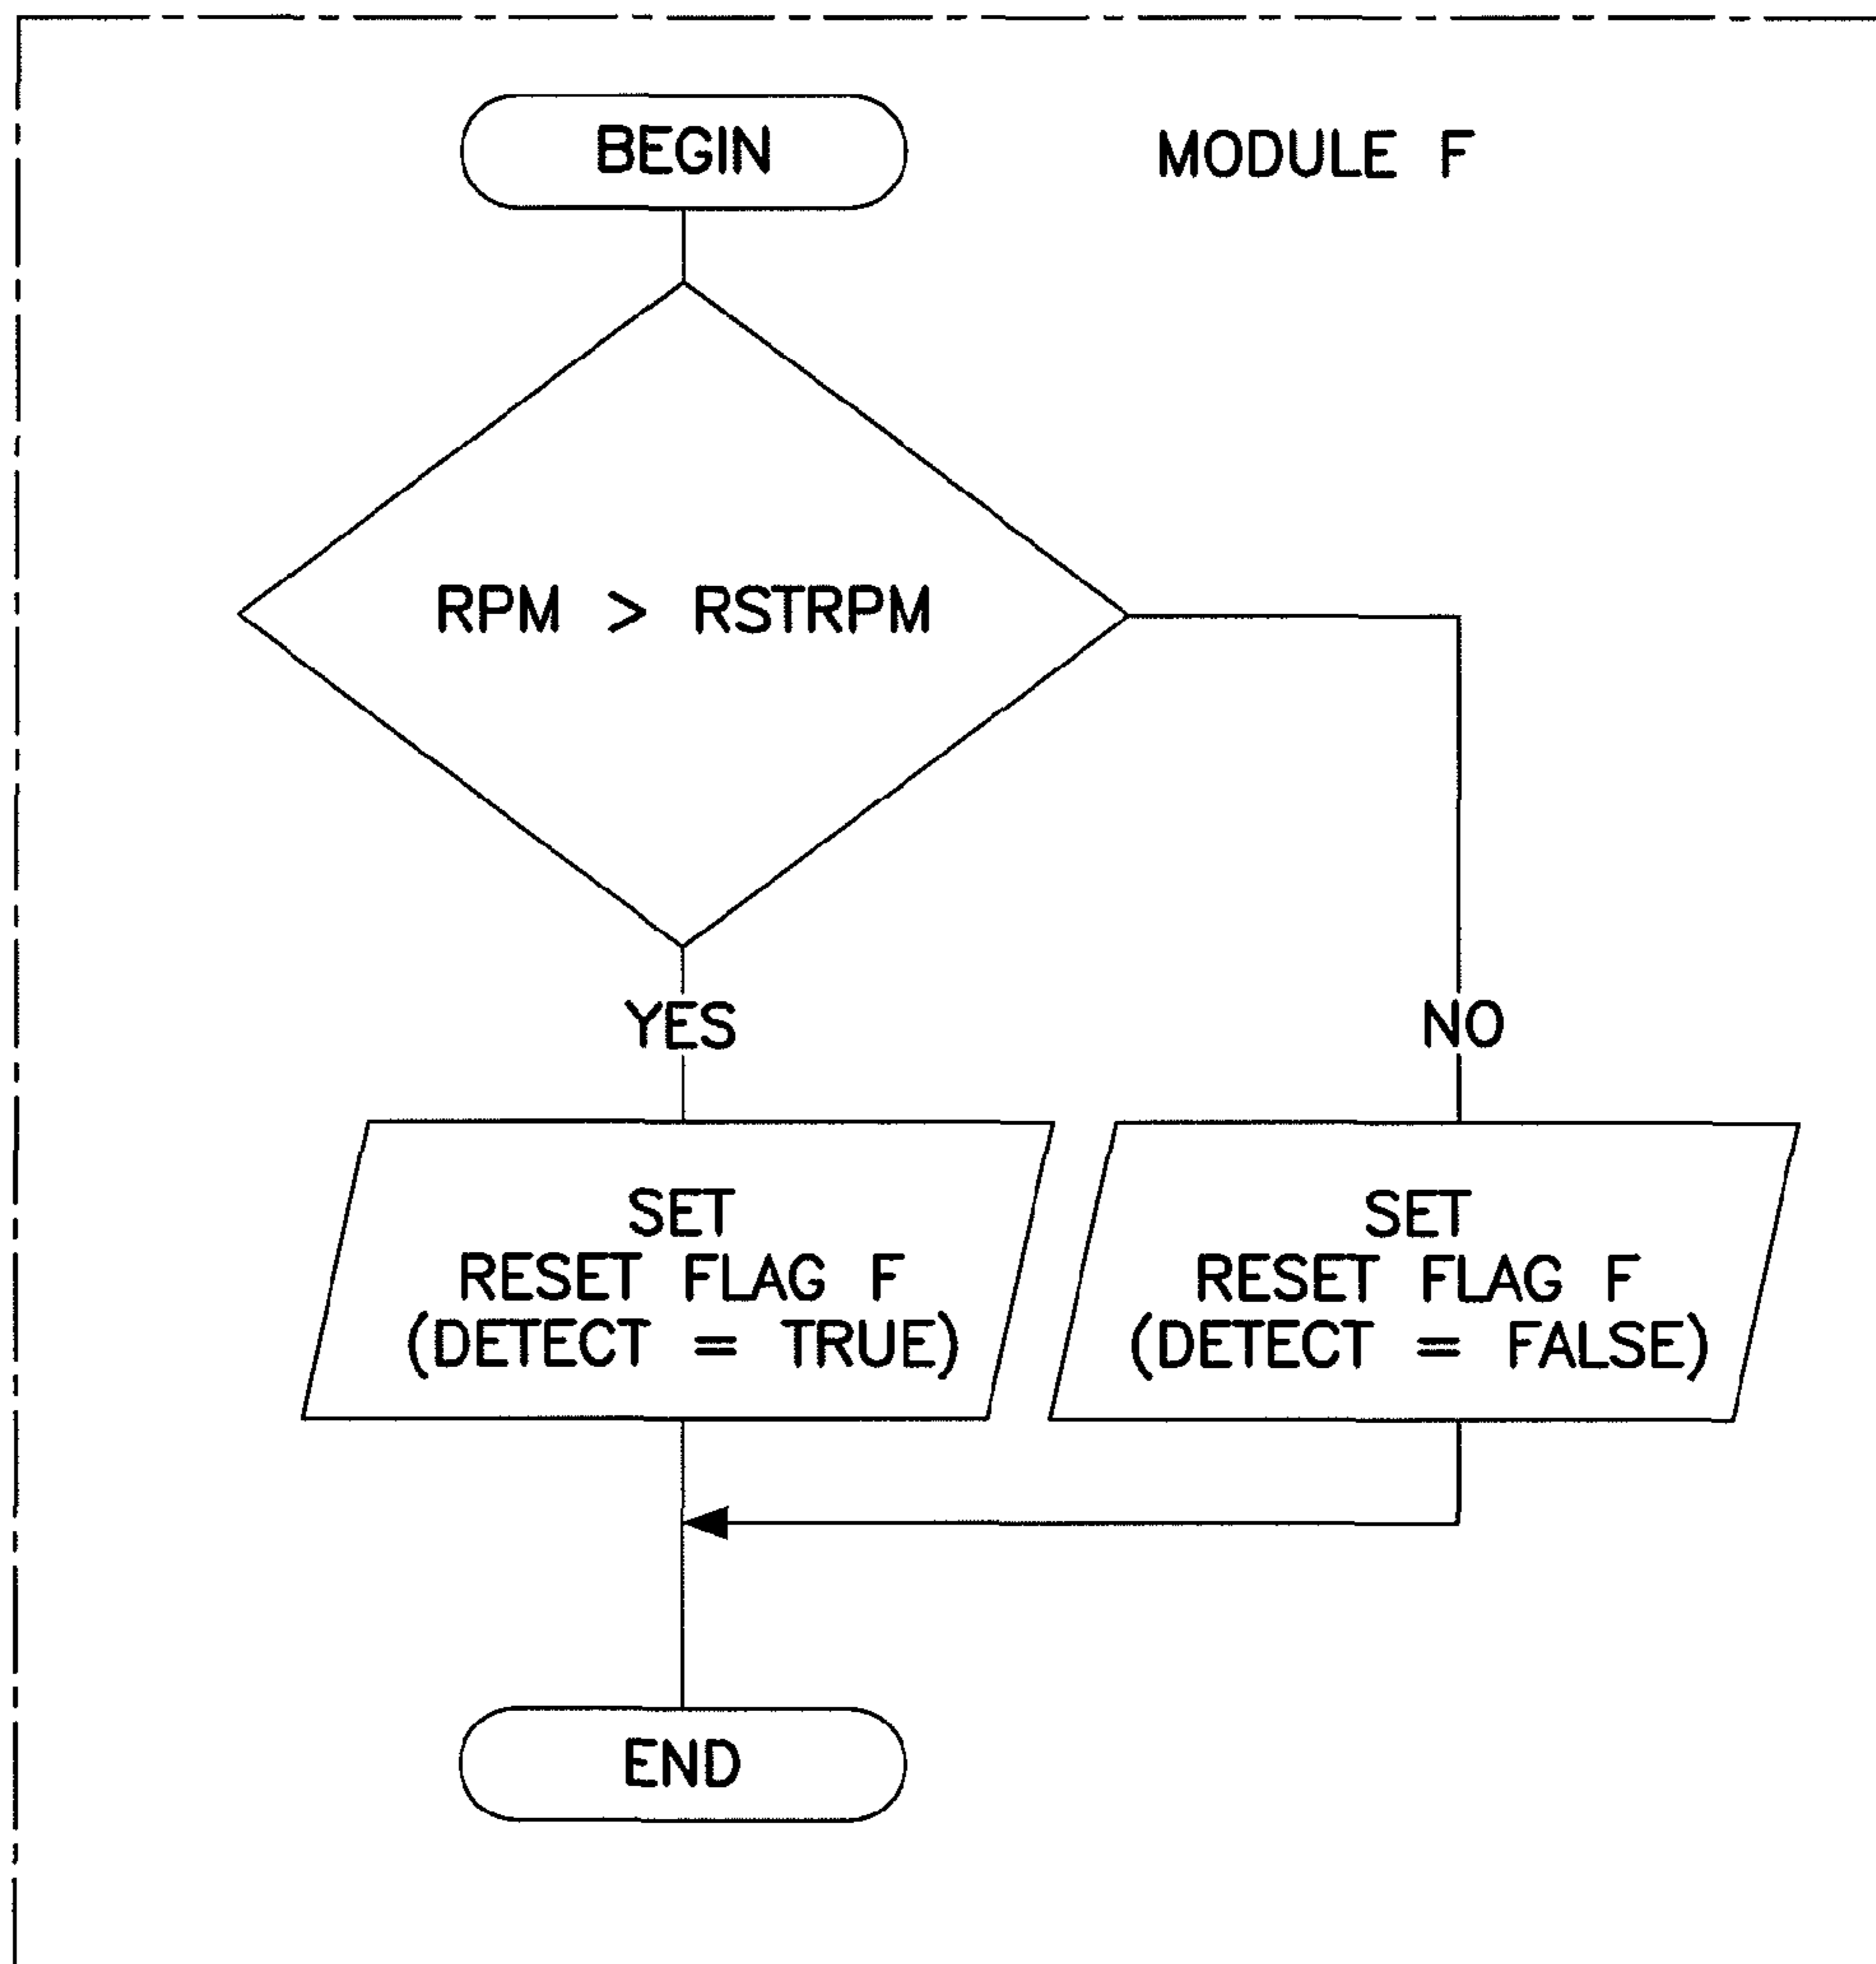 BEGIN
MODULE F
RPM > RSTRPM
YES
NO
SET
RESET FLAG F
(DETECT = TRUE)
SET
RESET FLAG F
(DETECT = FALSE)
END